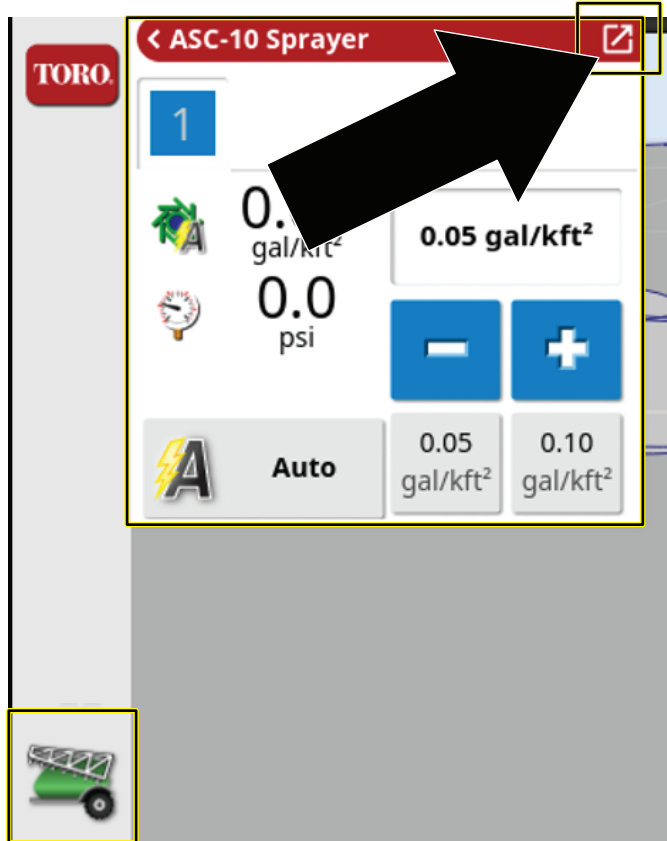 ASC-10 Sprayer
TORO.
1
0.
gal/kft²
0.05 gal/kft²
0.0
psi
A
Auto
0.05
gal/kft²
0.10
gal/kft²